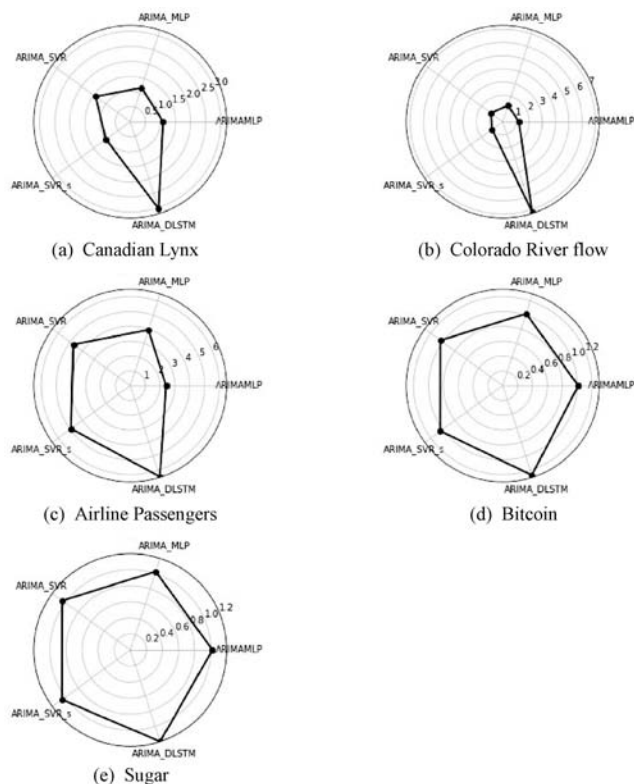 ARIMA_MLP
ARIMA_SVR
0.5 1.0 1.5 2.0 2.5 3.0
ARIMAMLP
ARIMA_SVR_s
ARIMA_DLSTM
(a) Canadian Lynx
ARIMA_MLP
ARIMA_SVR
1 2 3 4 5 6 7
ARIMAMLP
ARIMA_SVR_s
ARIMA_DLSTM
(b) Colorado River flow
ARIMA_MLP
ARIMA_SVR
1 2 3 4 5 6
ARIMAMLP
ARIMA_SVR_s
ARIMA_DLSTM
(c) Airline Passengers
ARIMA_MLP
ARIMA_SVR
0.2 0.4 0.6 0.8 1.0 1.2
ARIMAMLP
ARIMA_SVR_s
ARIMA_DLSTM
(d) Bitcoin
ARIMA_MLP
ARIMA_SVR
0.2 0.4 0.6 0.8 1.0 1.2
ARIMAMLP
ARIMA_SVR_s
ARIMA_DLSTM
(e) Sugar